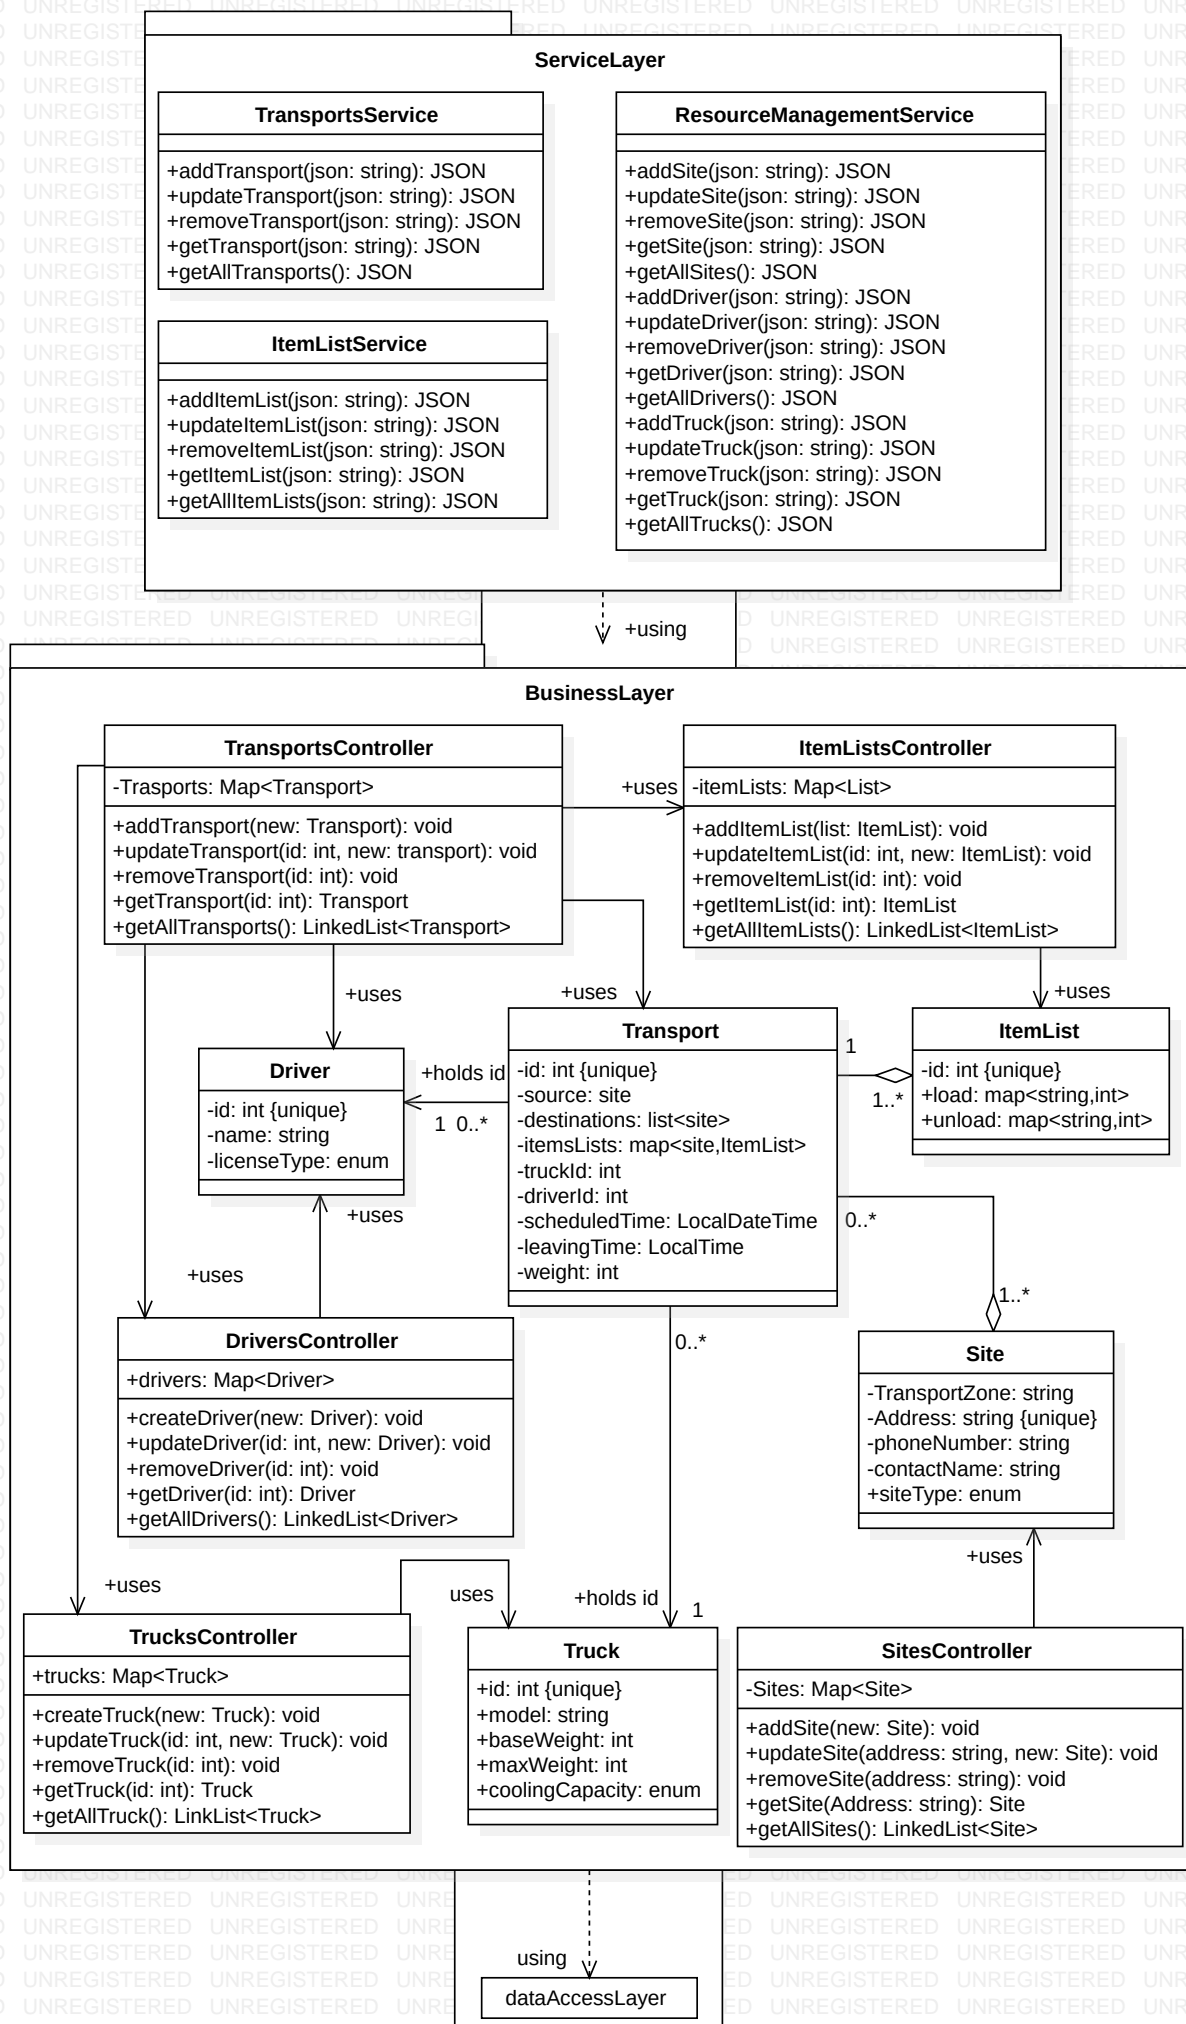 ServiceLayer
TransportsService
+addTransport(json: string): JSON
+updateTransport(json: string): JSON
+removeTransport(json: string): JSON
+getTransport(json: string): JSON
+getAllTransports(): JSON
ResourceManagementService
+addSite(json: string): JSON
+updateSite(json: string): JSON
+removeSite(json: string): JSON
+getSite(json: string): JSON
+getAllSites(): JSON
+addDriver(json: string): JSON
+updateDriver(json: string): JSON
+removeDriver(json: string): JSON
+getDriver(json: string): JSON
+getAllDrivers(): JSON
+addTruck(json: string): JSON
+updateTruck(json: string): JSON
+removeTruck(json: string): JSON
+getTruck(json: string): JSON
+getAllTrucks(): JSON
ItemListService
+addItemList(json: string): JSON
+updateItemList(json: string): JSON
+removeItemList(json: string): JSON
+getItemList(json: string): JSON
+getAllItemLists(json: string): JSON
+using
BusinessLayer
TransportsController
-Trasports: Map<Transport>
+addTransport(new: Transport): void
+updateTransport(id: int, new: transport): void
+removeTransport(id: int): void
+getTransport(id: int): Transport
+getAllTransports(): LinkedList<Transport>
+uses
ItemListsController
-itemLists: Map<List>
+addItemList(list: ItemList): void
+updateItemList(id: int, new: ItemList): void
+removeItemList(id: int): void
+getItemList(id: int): ItemList
+getAllItemLists(): LinkedList<ItemList>
+uses
+uses
+uses
Driver
-id: int {unique}
-name: string
-licenseType: enum
+holds id
1 0..*
Transport
-id: int {unique}
-source: site
-destinations: list<site>
-itemsLists: map<site,ItemList>
-truckId: int
-driverId: int
-scheduledTime: LocalDateTime
-leavingTime: LocalTime
-weight: int
1
1..*
ItemList
-id: int {unique}
+load: map<string,int>
+unload: map<string,int>
+uses
+uses
0..*
1..*
DriversController
+drivers: Map<Driver>
+createDriver(new: Driver): void
+updateDriver(id: int, new: Driver): void
+removeDriver(id: int): void
+getDriver(id: int): Driver
+getAllDrivers(): LinkedList<Driver>
0..*
Site
-TransportZone: string
-Address: string {unique}
-phoneNumber: string
-contactName: string
+siteType: enum
+uses
+uses
uses
+holds id
1
TrucksController
+trucks: Map<Truck>
+createTruck(new: Truck): void
+updateTruck(id: int, new: Truck): void
+removeTruck(id: int): void
+getTruck(id: int): Truck
+getAllTruck(): LinkList<Truck>
Truck
+id: int {unique}
+model: string
+baseWeight: int
+maxWeight: int
+coolingCapacity: enum
SitesController
-Sites: Map<Site>
+addSite(new: Site): void
+updateSite(address: string, new: Site): void
+removeSite(address: string): void
+getSite(Address: string): Site
+getAllSites(): LinkedList<Site>
using
dataAccessLayer